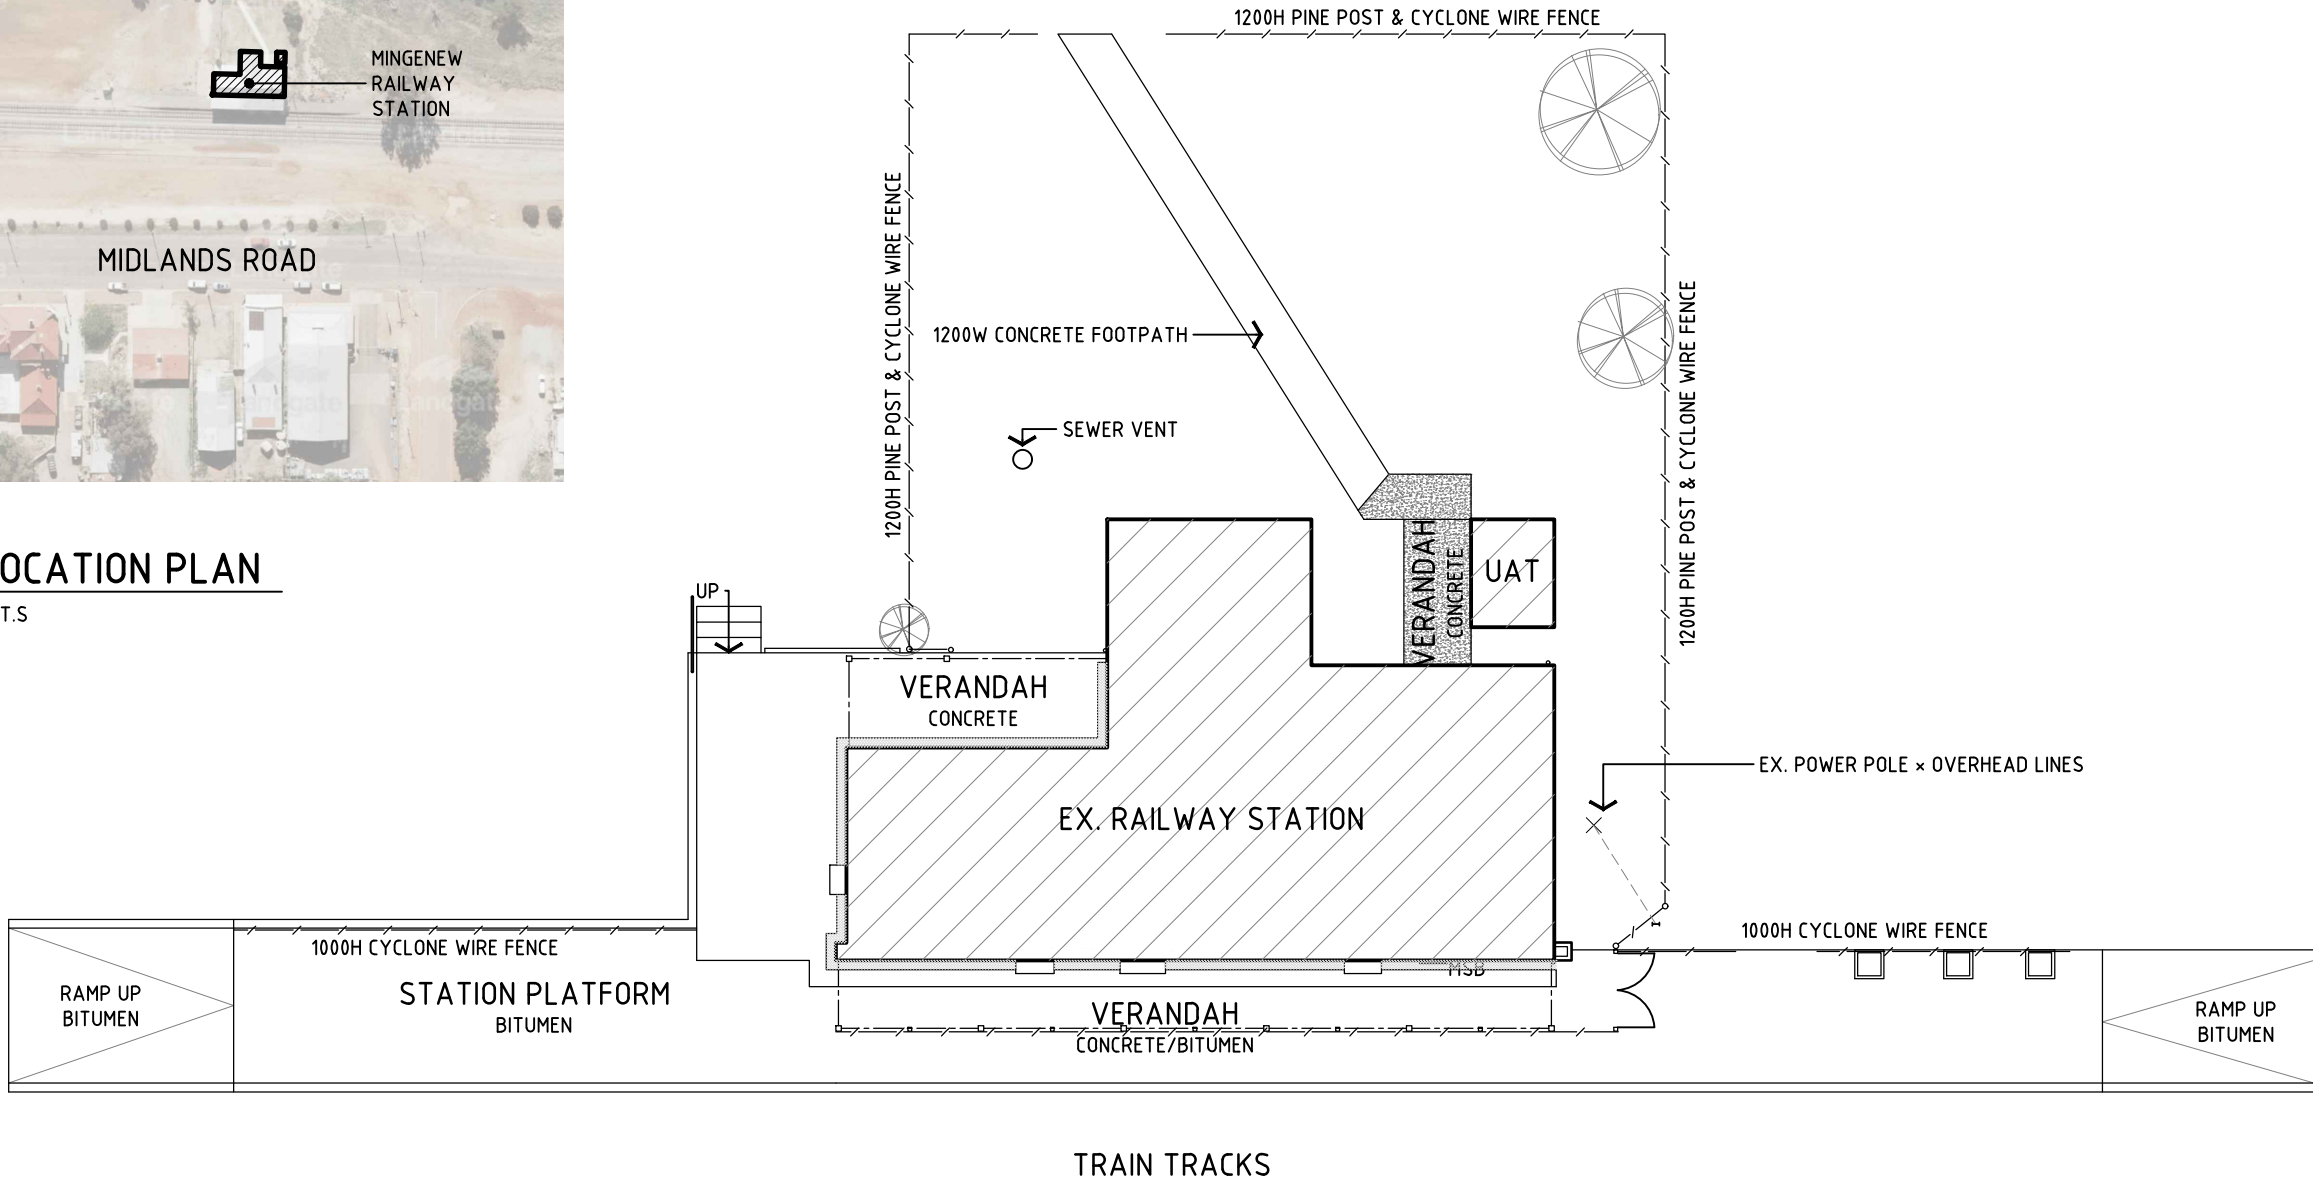 MINGENEW
RAILWAY
STATION
Landgate
MIDLANDS ROAD
Landgate
Landgate
OCATION PLAN
T.S
1200H PINE POST & CYCLONE WIRE FENCE
1200H PINE POST & CYCLONE WIRE FENCE
1200H PINE POST & CYCLONE WIRE FENCE
1200W CONCRETE FOOTPATH
SEWER VENT
VERANDAH
CONCRETE
UAT
UP
VERANDAH
CONCRETE
EX. RAILWAY STATION
EX. POWER POLE × OVERHEAD LINES
1000H CYCLONE WIRE FENCE
1000H CYCLONE WIRE FENCE
RAMP UP
BITUMEN
STATION PLATFORM
BITUMEN
MSB
VERANDAH
CONCRETE/BITUMEN
RAMP UP
BITUMEN
TRAIN TRACKS